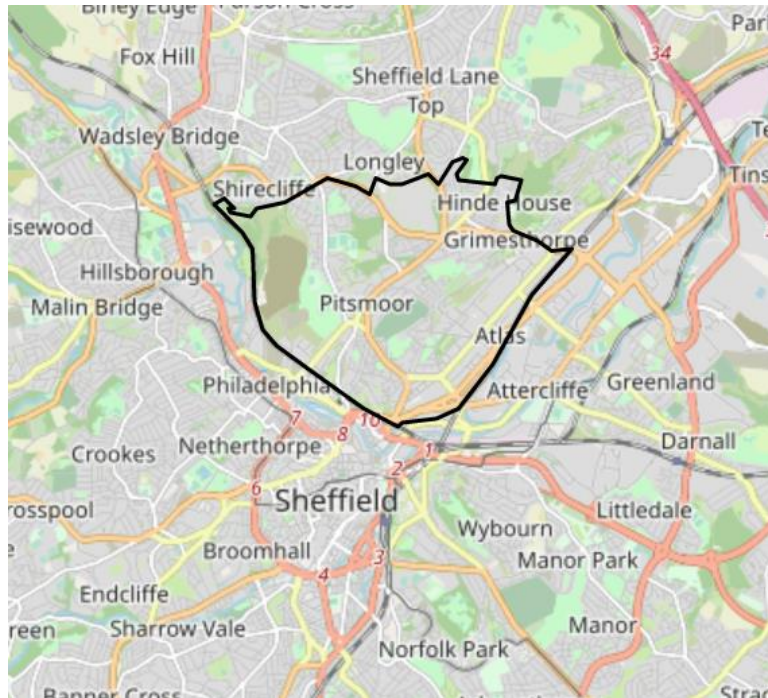 Fox Hill
34
Sheffield Lane
Top
Wadsley Bridge
Longley
Tins
Shirecliffe
Hinde House
isewood
Grimesthorpe
Hillsborough
Malin Bridge
Pitsmoor
Atlas
Philadelphia
Attercliffe
Greenland
7
10
8
Netherthorpe
1
Darnall
Crookes
2
6
Sheffield
rosspool
Littledale
Wybourn
Broomhall
3
Manor Park
4
Endcliffe
Sharrow Vale
Manor
reen
Norfolk Park
Banner Cross